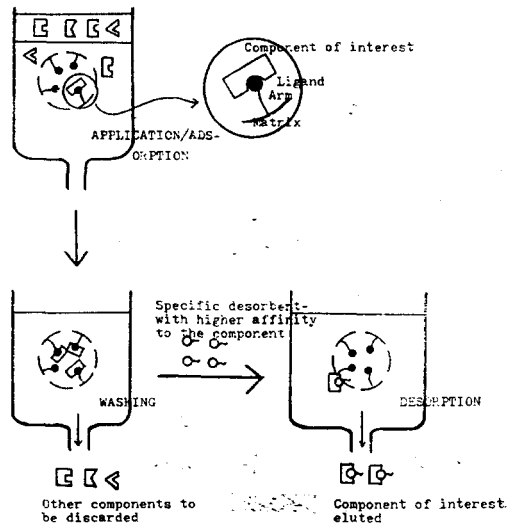 Component of interest
Ligand
Arm
Matrix
APPLICATION/ADS-
ORPTION
Specific desorbent-
with higher affinity
to the component
WASHING
DESORPTION
Other components to
be discarded
Component of interest
eluted